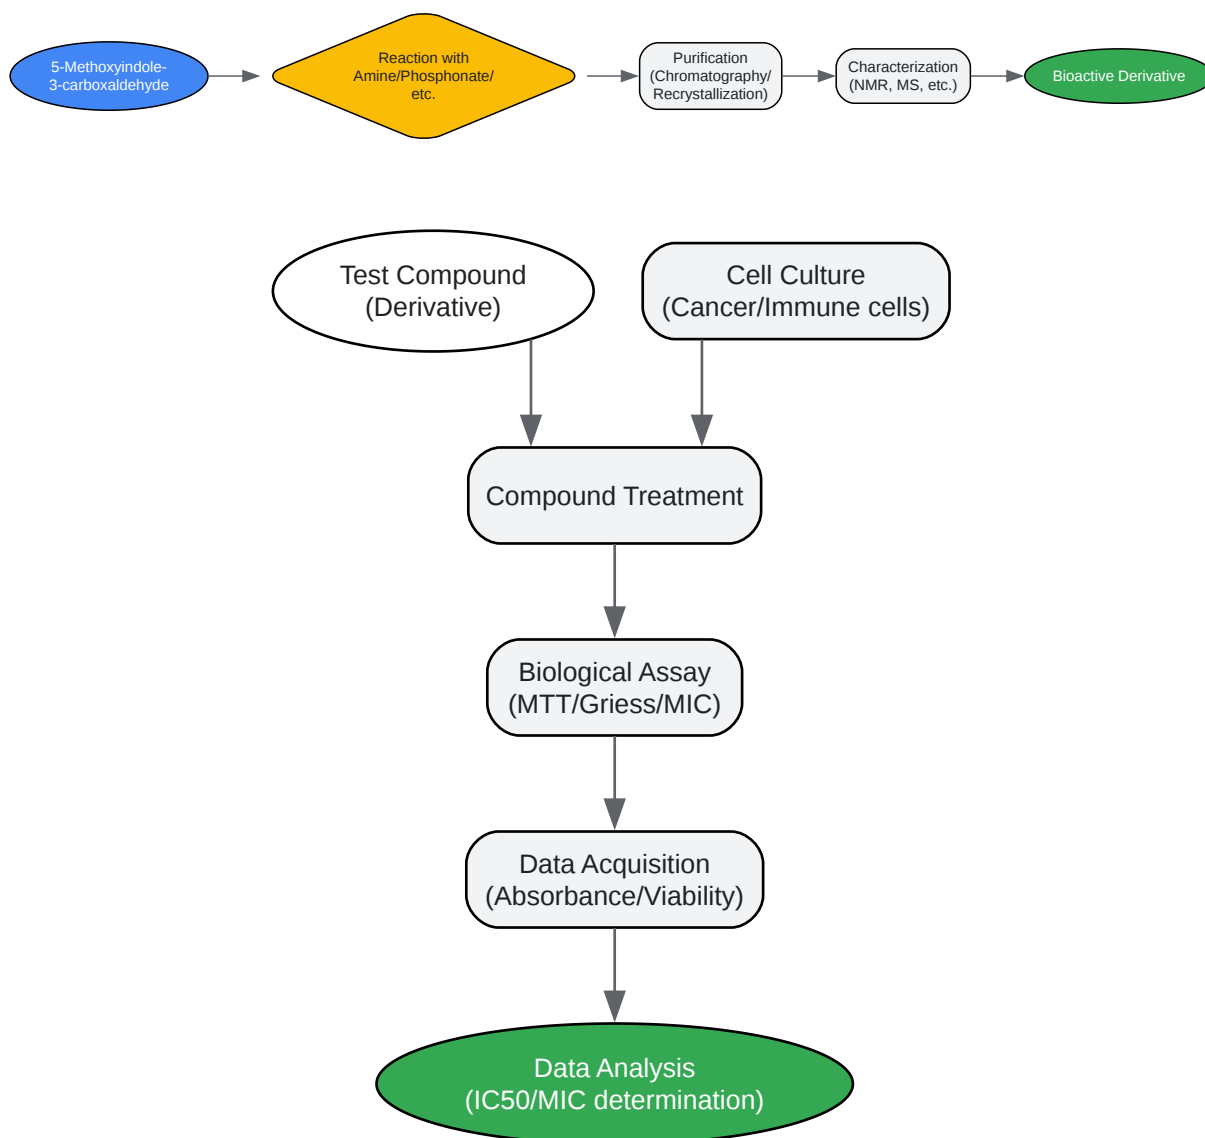 5-Methoxyindole-
3-carboxaldehyde
Reaction with
Amine/Phosphonate/
etc.
Purification
(Chromatography/
Recrystallization)
Characterization
(NMR, MS, etc.)
Bioactive Derivative
Test Compound
(Derivative)
Cell Culture
(Cancer/Immune cells)
Compound Treatment
Biological Assay
(MTT/Griess/MIC)
Data Acquisition
(Absorbance/Viability)
Data Analysis
(IC50/MIC determination)